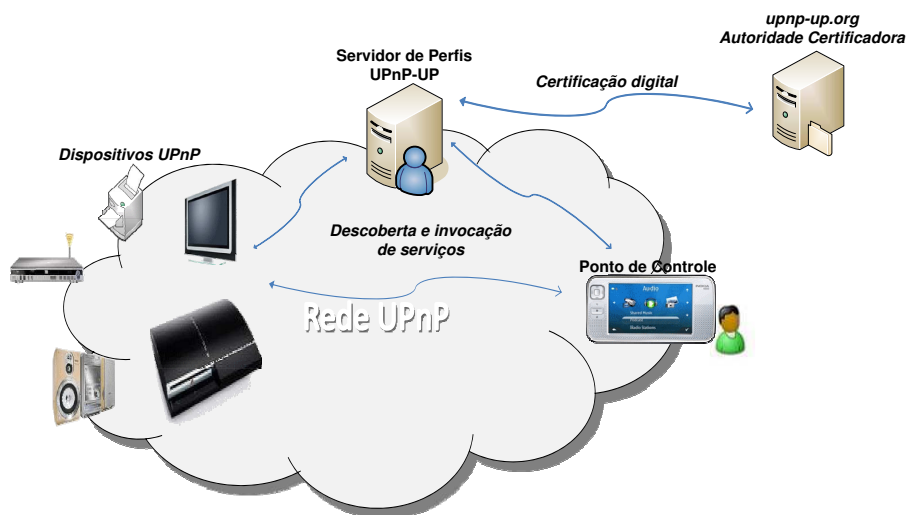 upnp-up.org
Autoridade Certificadora
Servidor de Perfis
UPnP-UP
Certificação digital
Dispositivos UPnP
Descoberta e invocação
de serviços
Ponto de Controle
Audio
Rede UPnP